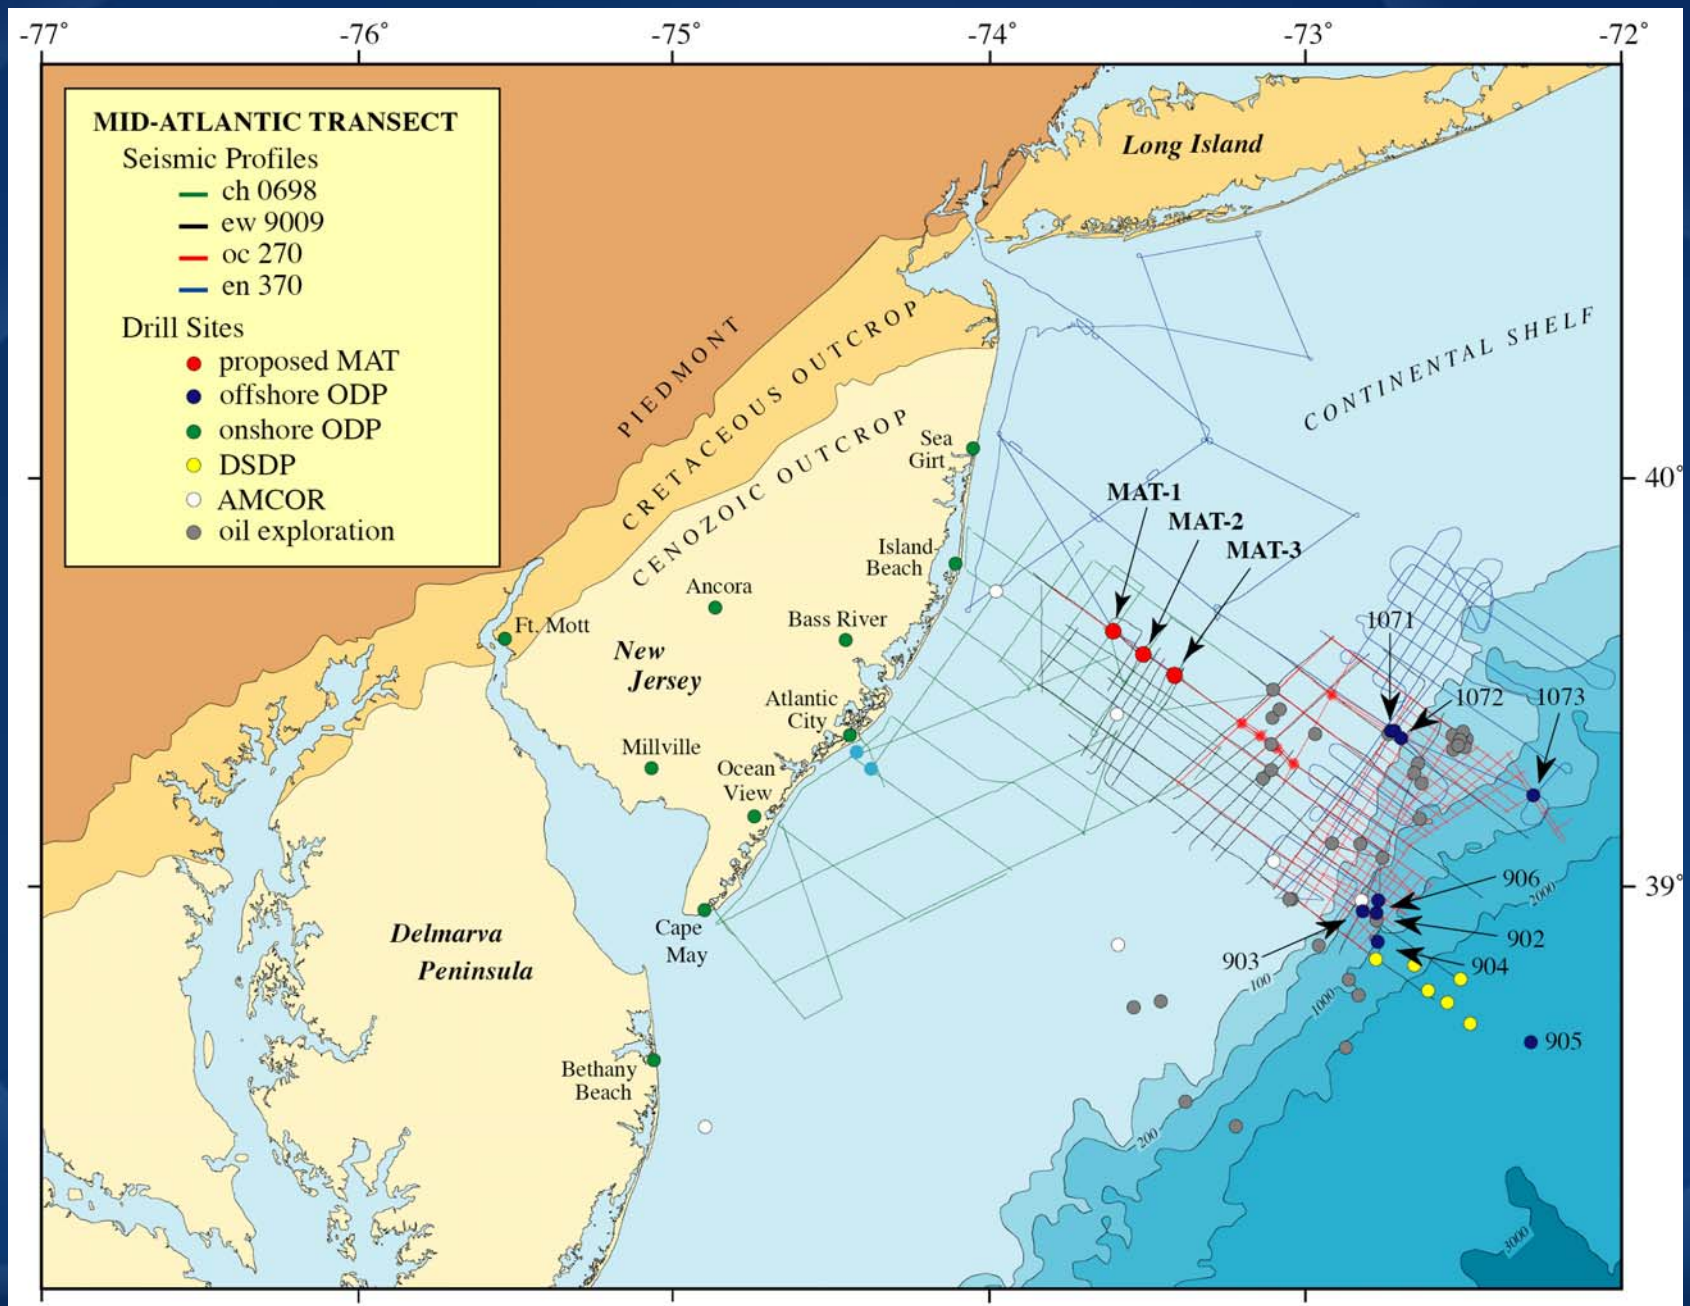 -77°
-76°
-75°
-74°
-73°
-72°
MID-ATLANTIC TRANSECT
Seismic Profiles
ch 0698
ew 9009
oc 270
en 370
Drill Sites
proposed MAT
offshore ODP
onshore ODP
DSDP
AMCOR
oil exploration
Long Island
PIEDMONT
CRETACEOUS OUTCROP
CENOZOIC OUTCROP
CONTINENTAL SHELF
Sea
Girt
40°
MAT-1
MAT-2
MAT-3
Island
Beach
Ancora
Bass River
Ft. Mott
New
Jersey
1071
1072
1073
Atlantic
City
Millville
Ocean
View
39°
906
2000
902
903
904
100
1000
905
Cape
May
Delmarva
Peninsula
Bethany
Beach
200
3000